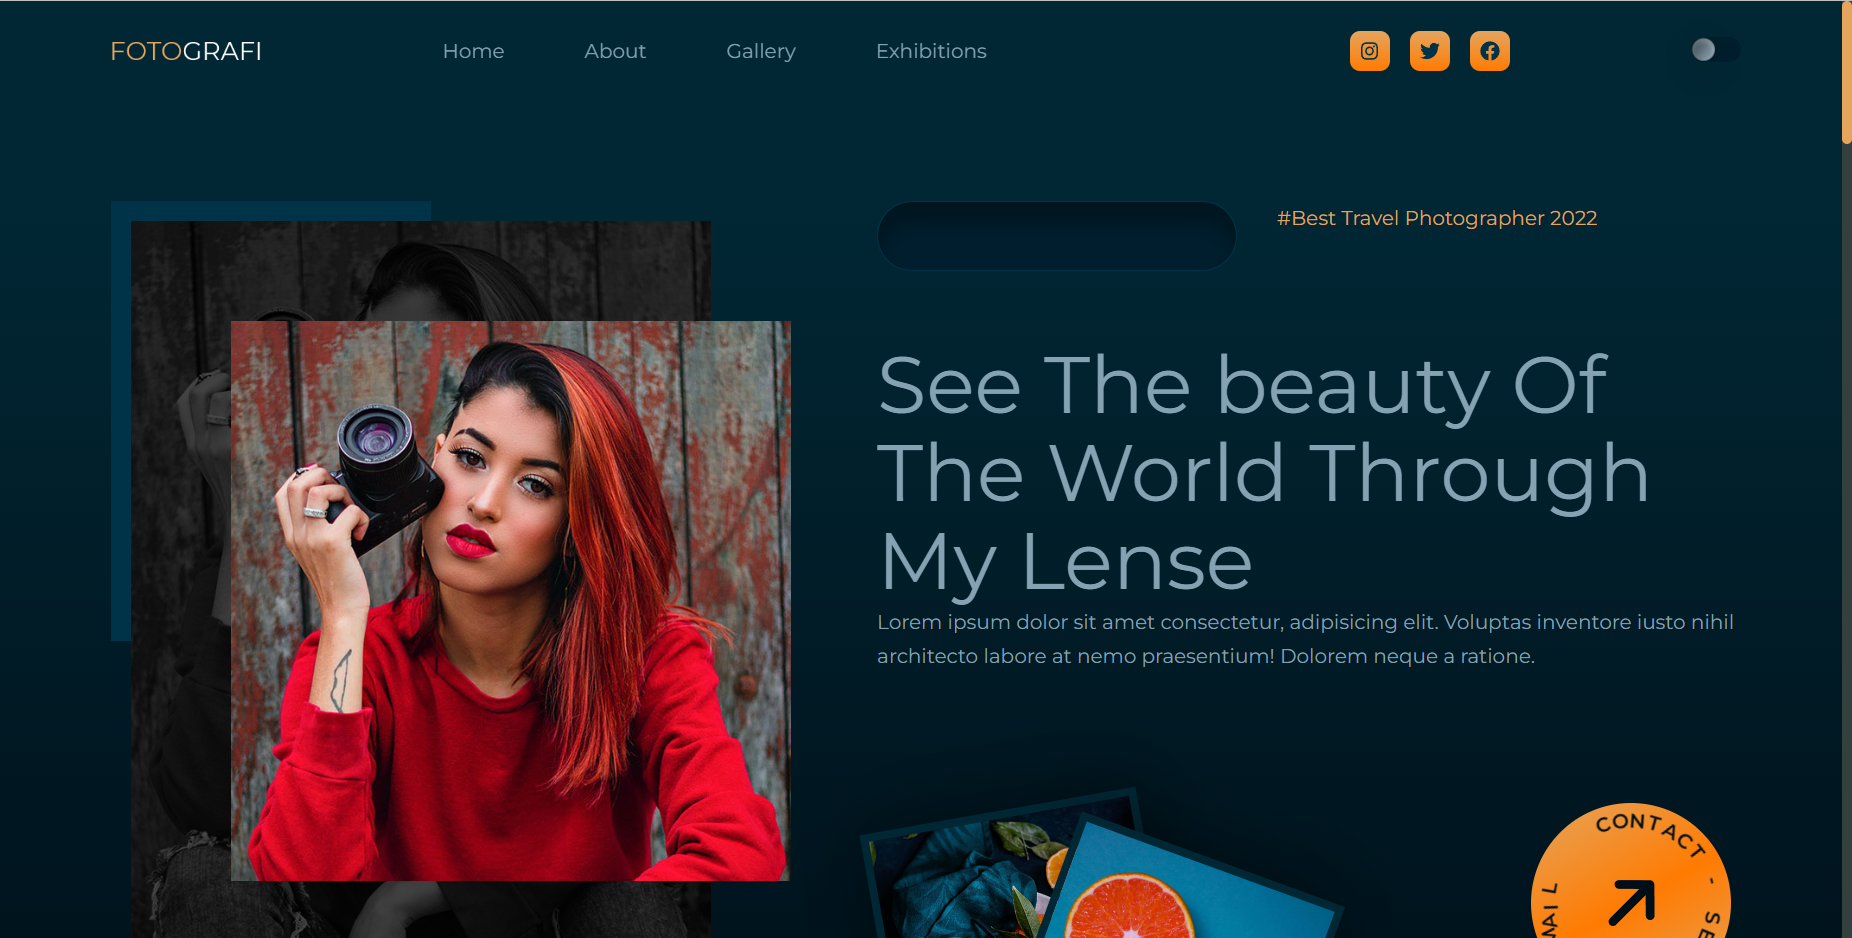 FOTOGRAFI
Home About Gallery Exhibitions
#Best Travel Photographer 2022
See The beauty Of
The World Through
My Lense
Lorem ipsum dolor sit amet consectetur, adipisicing elit. Voluptas inventore iusto nihil
architecto labore at nemo praesentium! Dolorem neque a ratione.
CONTACT -